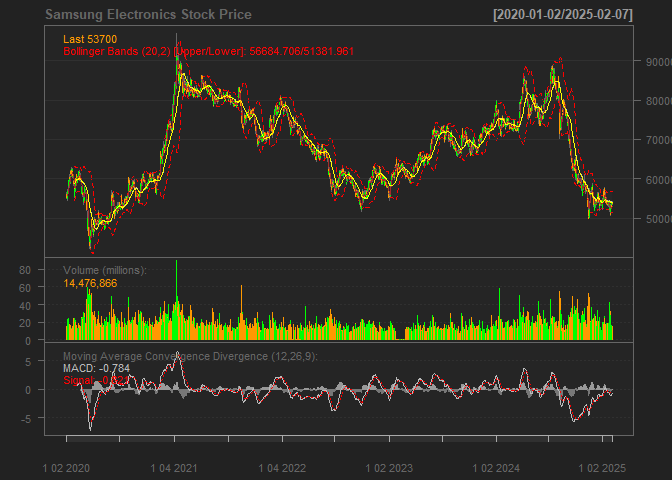 Samsung Electronics Stock Price [2020-01-02/2025-02-07]
Last 53700
Bollinger Bands (20,2) [Upper/Lower]: 56684.706/51381.961
90000
80000
70000
60000
50000
Volume (millions):
14,476,866
80
60
40
20
0
Moving Average Convergence Divergence (12,26,9):
MACD: -0.784
Signal:
5
0
-5
1 02 2020 1 04 2021 1 04 2022 1 02 2023 1 02 2024 1 02 2025